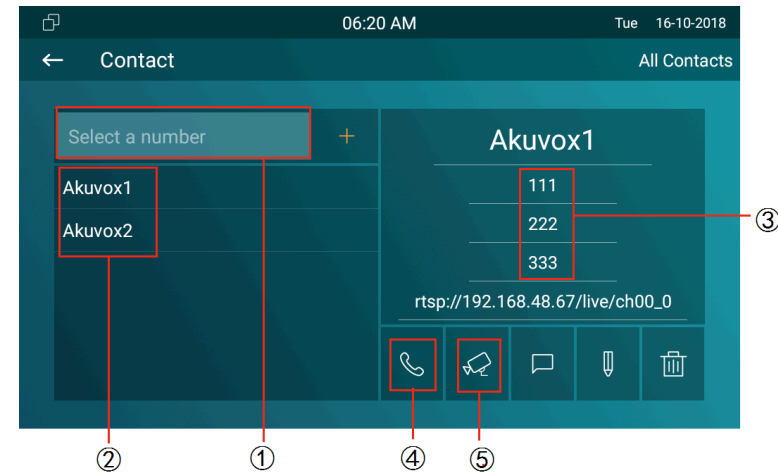 06:20 AM
Tue 16-10-2018
Contact
All Contacts
Select a number
+
Akuvox1
Akuvox2
Akuvox1
111
222
333
rtsp://192.168.48.67/live/ch00_0
③
②
①
④
⑤